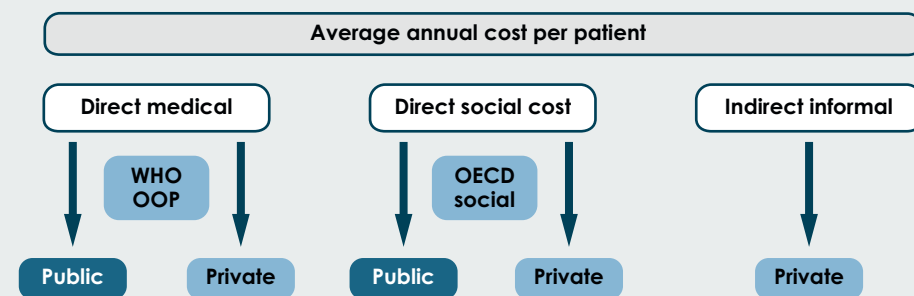 Average annual cost per patient
Direct medical
Direct social cost
Indirect informal
WHO
OOP
OECD
social
Public
Private
Public
Private
Private